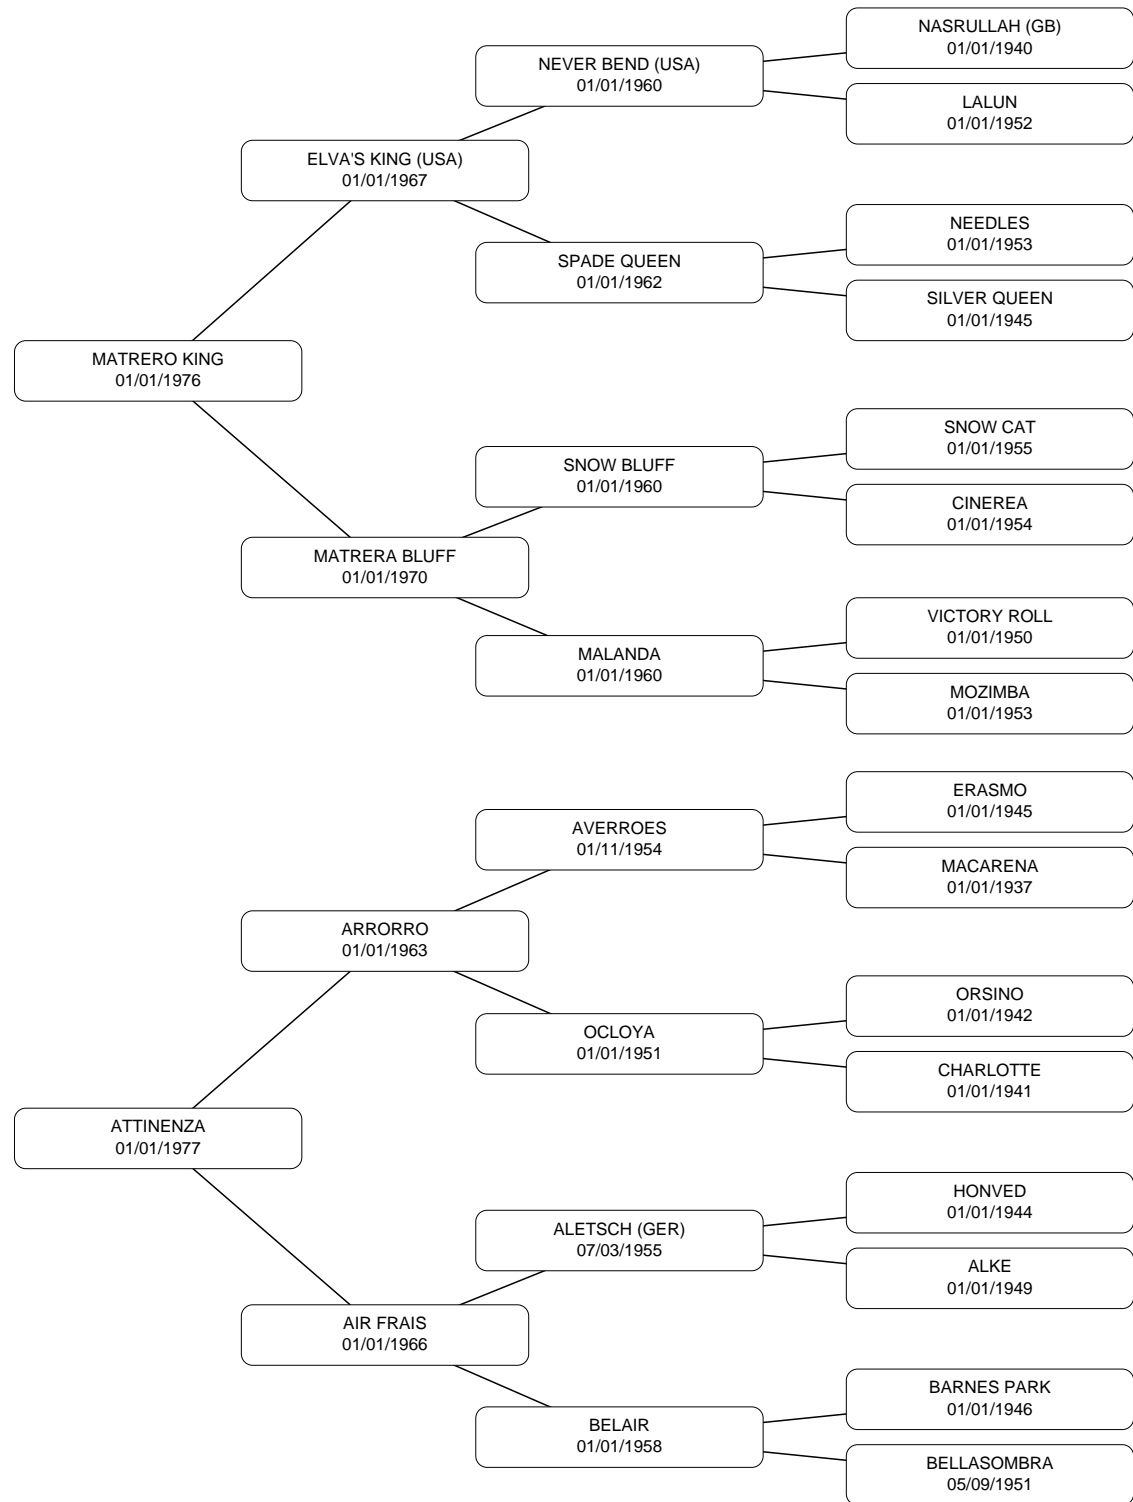 NASRULLAH (GB)
01/01/1940
NEVER BEND (USA)
01/01/1960
LALUN
01/01/1952
ELVA'S KING (USA)
01/01/1967
NEEDLES
01/01/1953
SPADE QUEEN
01/01/1962
SILVER QUEEN
01/01/1945
MATRERO KING
01/01/1976
SNOW CAT
01/01/1955
SNOW BLUFF
01/01/1960
CINEREA
01/01/1954
MATRERA BLUFF
01/01/1970
VICTORY ROLL
01/01/1950
MALANDA
01/01/1960
MOZIMBA
01/01/1953
ERASMO
01/01/1945
AVERROES
01/11/1954
MACARENA
01/01/1937
ARRORRO
01/01/1963
ORSINO
01/01/1942
OCLOYA
01/01/1951
CHARLOTTE
01/01/1941
ATTINENZA
01/01/1977
HONVED
01/01/1944
ALETSCH (GER)
07/03/1955
ALKE
01/01/1949
AIR FRAIS
01/01/1966
BARNES PARK
01/01/1946
BELAIR
01/01/1958
BELLASOMBRA
05/09/1951